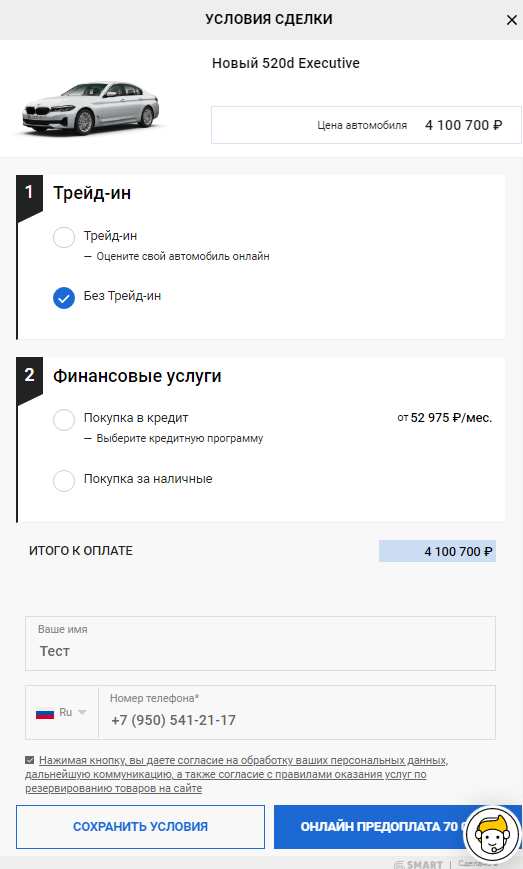 УСЛОВИЯ СДЕЛКИ
Новый 520d Executive
Цена автомобиля 4 100 700 ₽
1 Трейд-ин
Трейд-ин
— Оцените свой автомобиль онлайн
Без Трейд-ин
2 Финансовые услуги
Покупка в кредит от 52 975 ₽/мес.
— Выберите кредитную программу
Покупка за наличные
ИТОГО К ОПЛАТЕ 4 100 700 ₽
Ваше имя
Тест
Номер телефона*
Ru +7 (950) 541-21-17
Нажимая кнопку, вы даете согласие на обработку ваших персональных данных,
дальнейшую коммуникацию, а также согласие с правилами оказания услуг по
резервированию товаров на сайте
СОХРАНИТЬ УСЛОВИЯ ОНЛАЙН ПРЕДОПЛАТА 70
SMART | Сделано